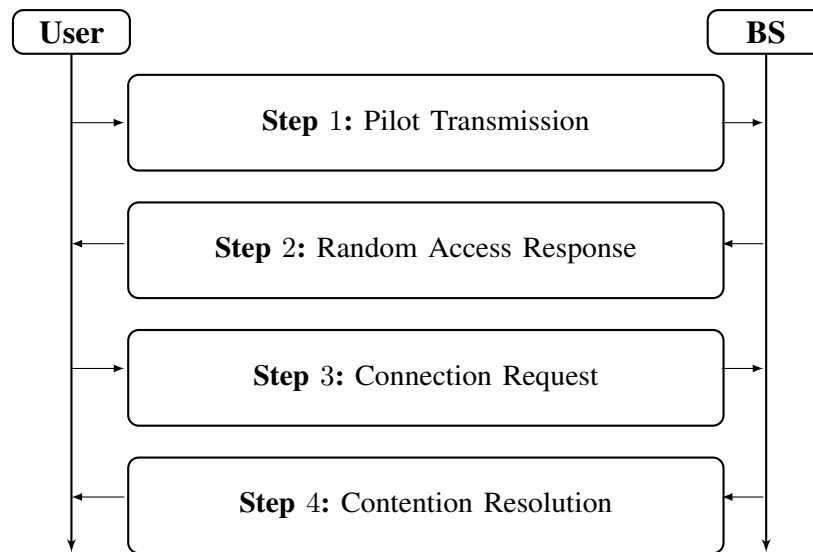 User
BS
Step 1: Pilot Transmission
Step 2: Random Access Response
Step 3: Connection Request
Step 4: Contention Resolution